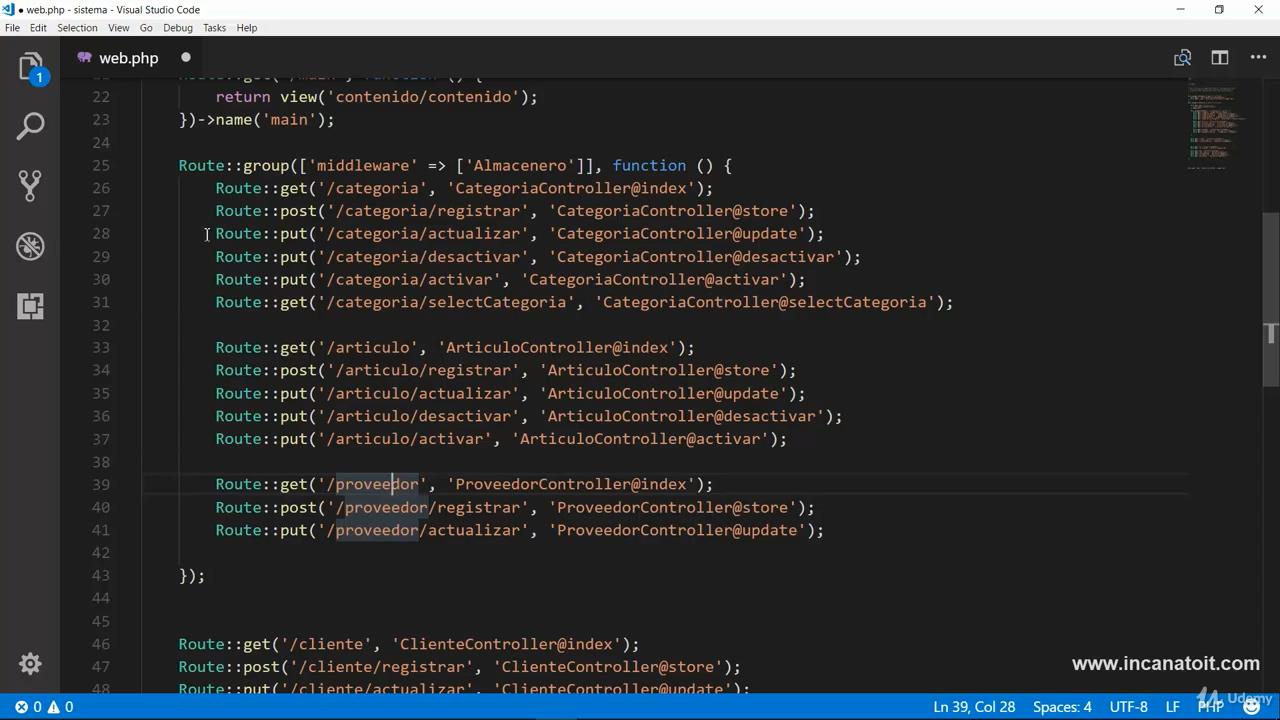 web.php - sistema - Visual Studio Code
File Edit Selection View Go Debug Tasks Help
1
web.php
Route::get('/main', function () {
22 return view('contenido/contenido');
23 })->name('main');
24
25 Route::group(['middleware' => ['Almacenero']], function () {
26 Route::get('/categoria', 'CategoriaController@index');
27 Route::post('/categoria/registrar', 'CategoriaController@store');
28 Route::put('/categoria/actualizar', 'CategoriaController@update');
29 Route::put('/categoria/desactivar', 'CategoriaController@desactivar');
30 Route::put('/categoria/activar', 'CategoriaController@activar');
31 Route::get('/categoria/selectCategoria', 'CategoriaController@selectCategoria');
32
33 Route::get('/articulo', 'ArticuloController@index');
34 Route::post('/articulo/registrar', 'ArticuloController@store');
35 Route::put('/articulo/actualizar', 'ArticuloController@update');
36 Route::put('/articulo/desactivar', 'ArticuloController@desactivar');
37 Route::put('/articulo/activar', 'ArticuloController@activar');
38
39 Route::get('/proveedor', 'ProveedorController@index');
40 Route::post('/proveedor/registrar', 'ProveedorController@store');
41 Route::put('/proveedor/actualizar', 'ProveedorController@update');
42
43 });
44
45
46 Route::get('/cliente', 'ClienteController@index');
47 Route::post('/cliente/registrar', 'ClienteController@store');
48 Route::put('/cliente/actualizar', 'ClienteController@update');
www.incanatoit.com
0 0 Ln 39, Col 28 Spaces: 4 UTF-8 LF PHP
Udemy